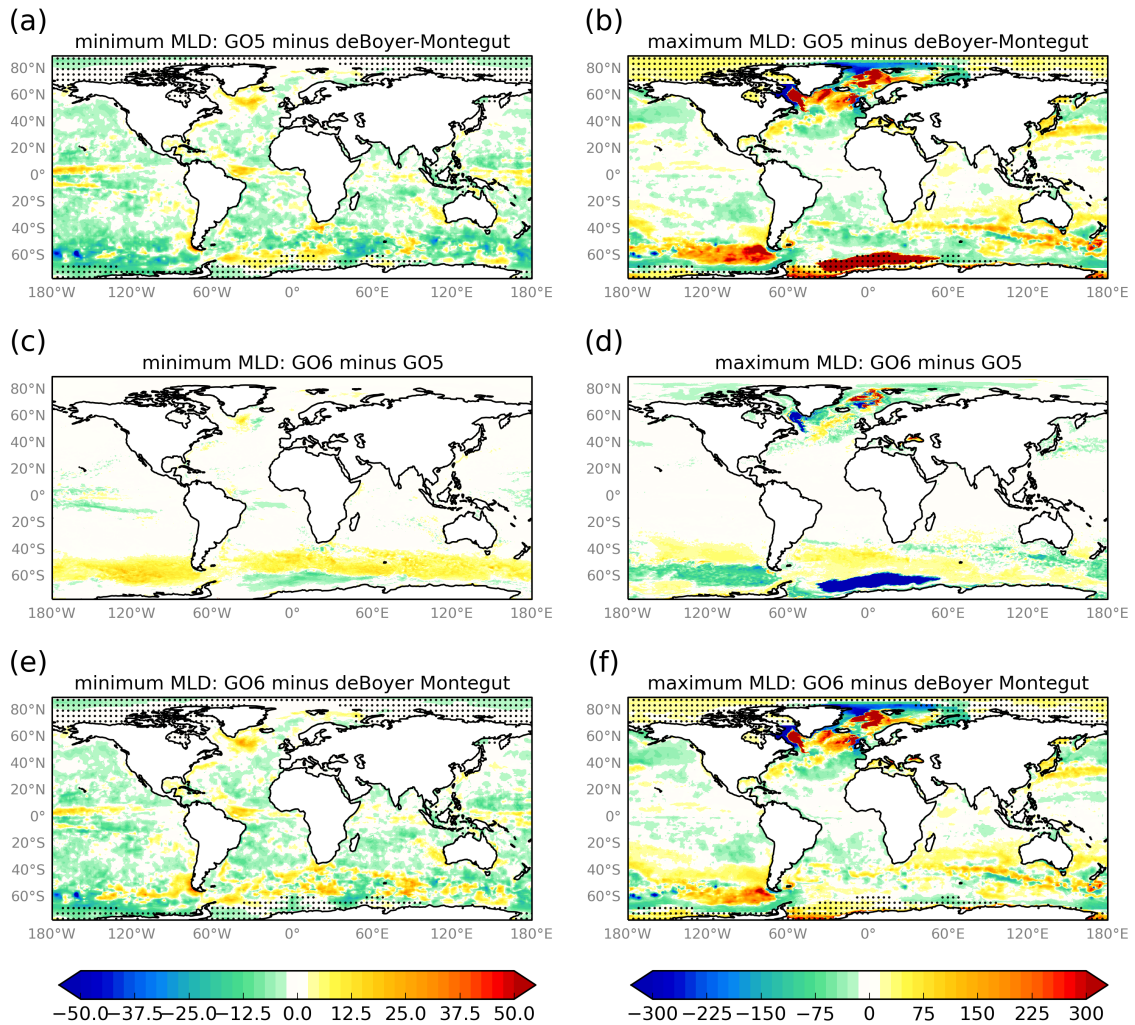 (a)
minimum MLD: GO5 minus deBoyer-Montegut
80°N
60°N
40°N
20°N
0°
20°S
40°S
60°S
180°W 120°W 60°W 0° 60°E 120°E 180°E
(b)
maximum MLD: GO5 minus deBoyer-Montegut
80°N
60°N
40°N
20°N
0°
20°S
40°S
60°S
180°W 120°W 60°W 0° 60°E 120°E 180°E
(c)
minimum MLD: GO6 minus GO5
80°N
60°N
40°N
20°N
0°
20°S
40°S
60°S
180°W 120°W 60°W 0° 60°E 120°E 180°E
(d)
maximum MLD: GO6 minus GO5
80°N
60°N
40°N
20°N
0°
20°S
40°S
60°S
180°W 120°W 60°W 0° 60°E 120°E 180°E
(e)
minimum MLD: GO6 minus deBoyer Montegut
80°N
60°N
40°N
20°N
0°
20°S
40°S
60°S
180°W 120°W 60°W 0° 60°E 120°E 180°E
(f)
maximum MLD: GO6 minus deBoyer Montegut
80°N
60°N
40°N
20°N
0°
20°S
40°S
60°S
180°W 120°W 60°W 0° 60°E 120°E 180°E
−50.0 −37.5 −25.0 −12.5 0.0 12.5 25.0 37.5 50.0
−300 −225 −150 −75 0 75 150 225 300